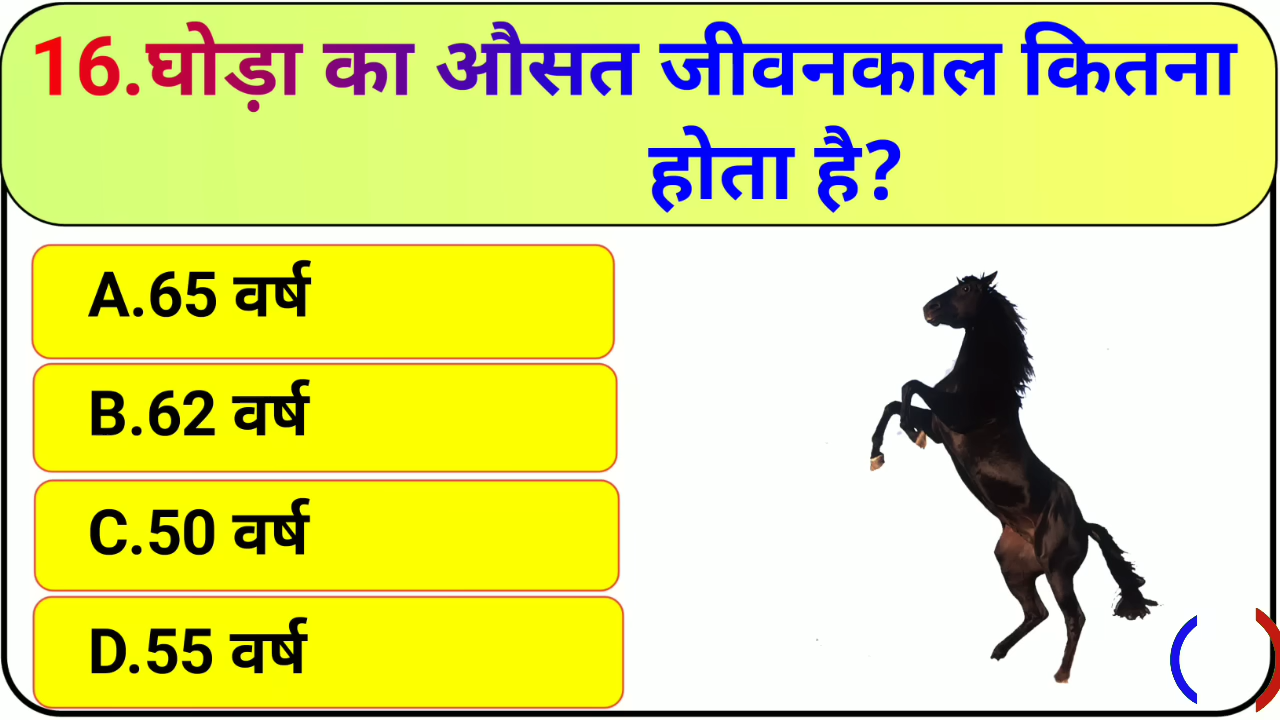 16.घोड़ा का औसत जीवनकाल कितना
होता है?
A.65 वर्ष
B.62 वर्ष
C.50 वर्ष
D.55 वर्ष